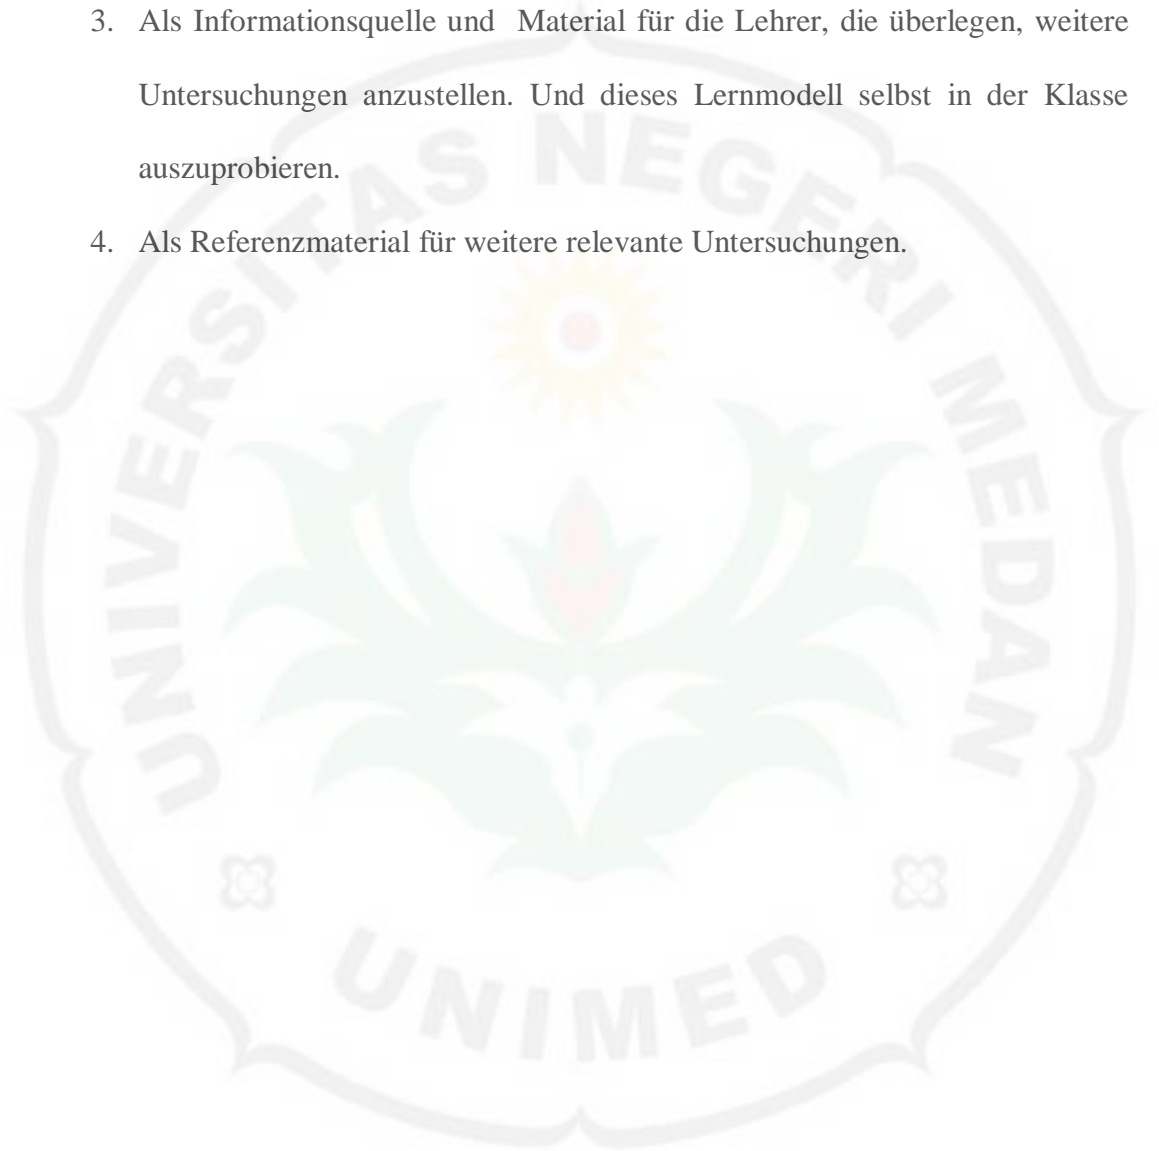 3. Als Informationsquelle und Material für die Lehrer, die überlegen, weitere
Untersuchungen anzustellen. Und dieses Lernmodell selbst in der Klasse
auszuprobieren.
4. Als Referenzmaterial für weitere relevante Untersuchungen.
UNIVERSITAS NEGERI MEDAN
UNIMED